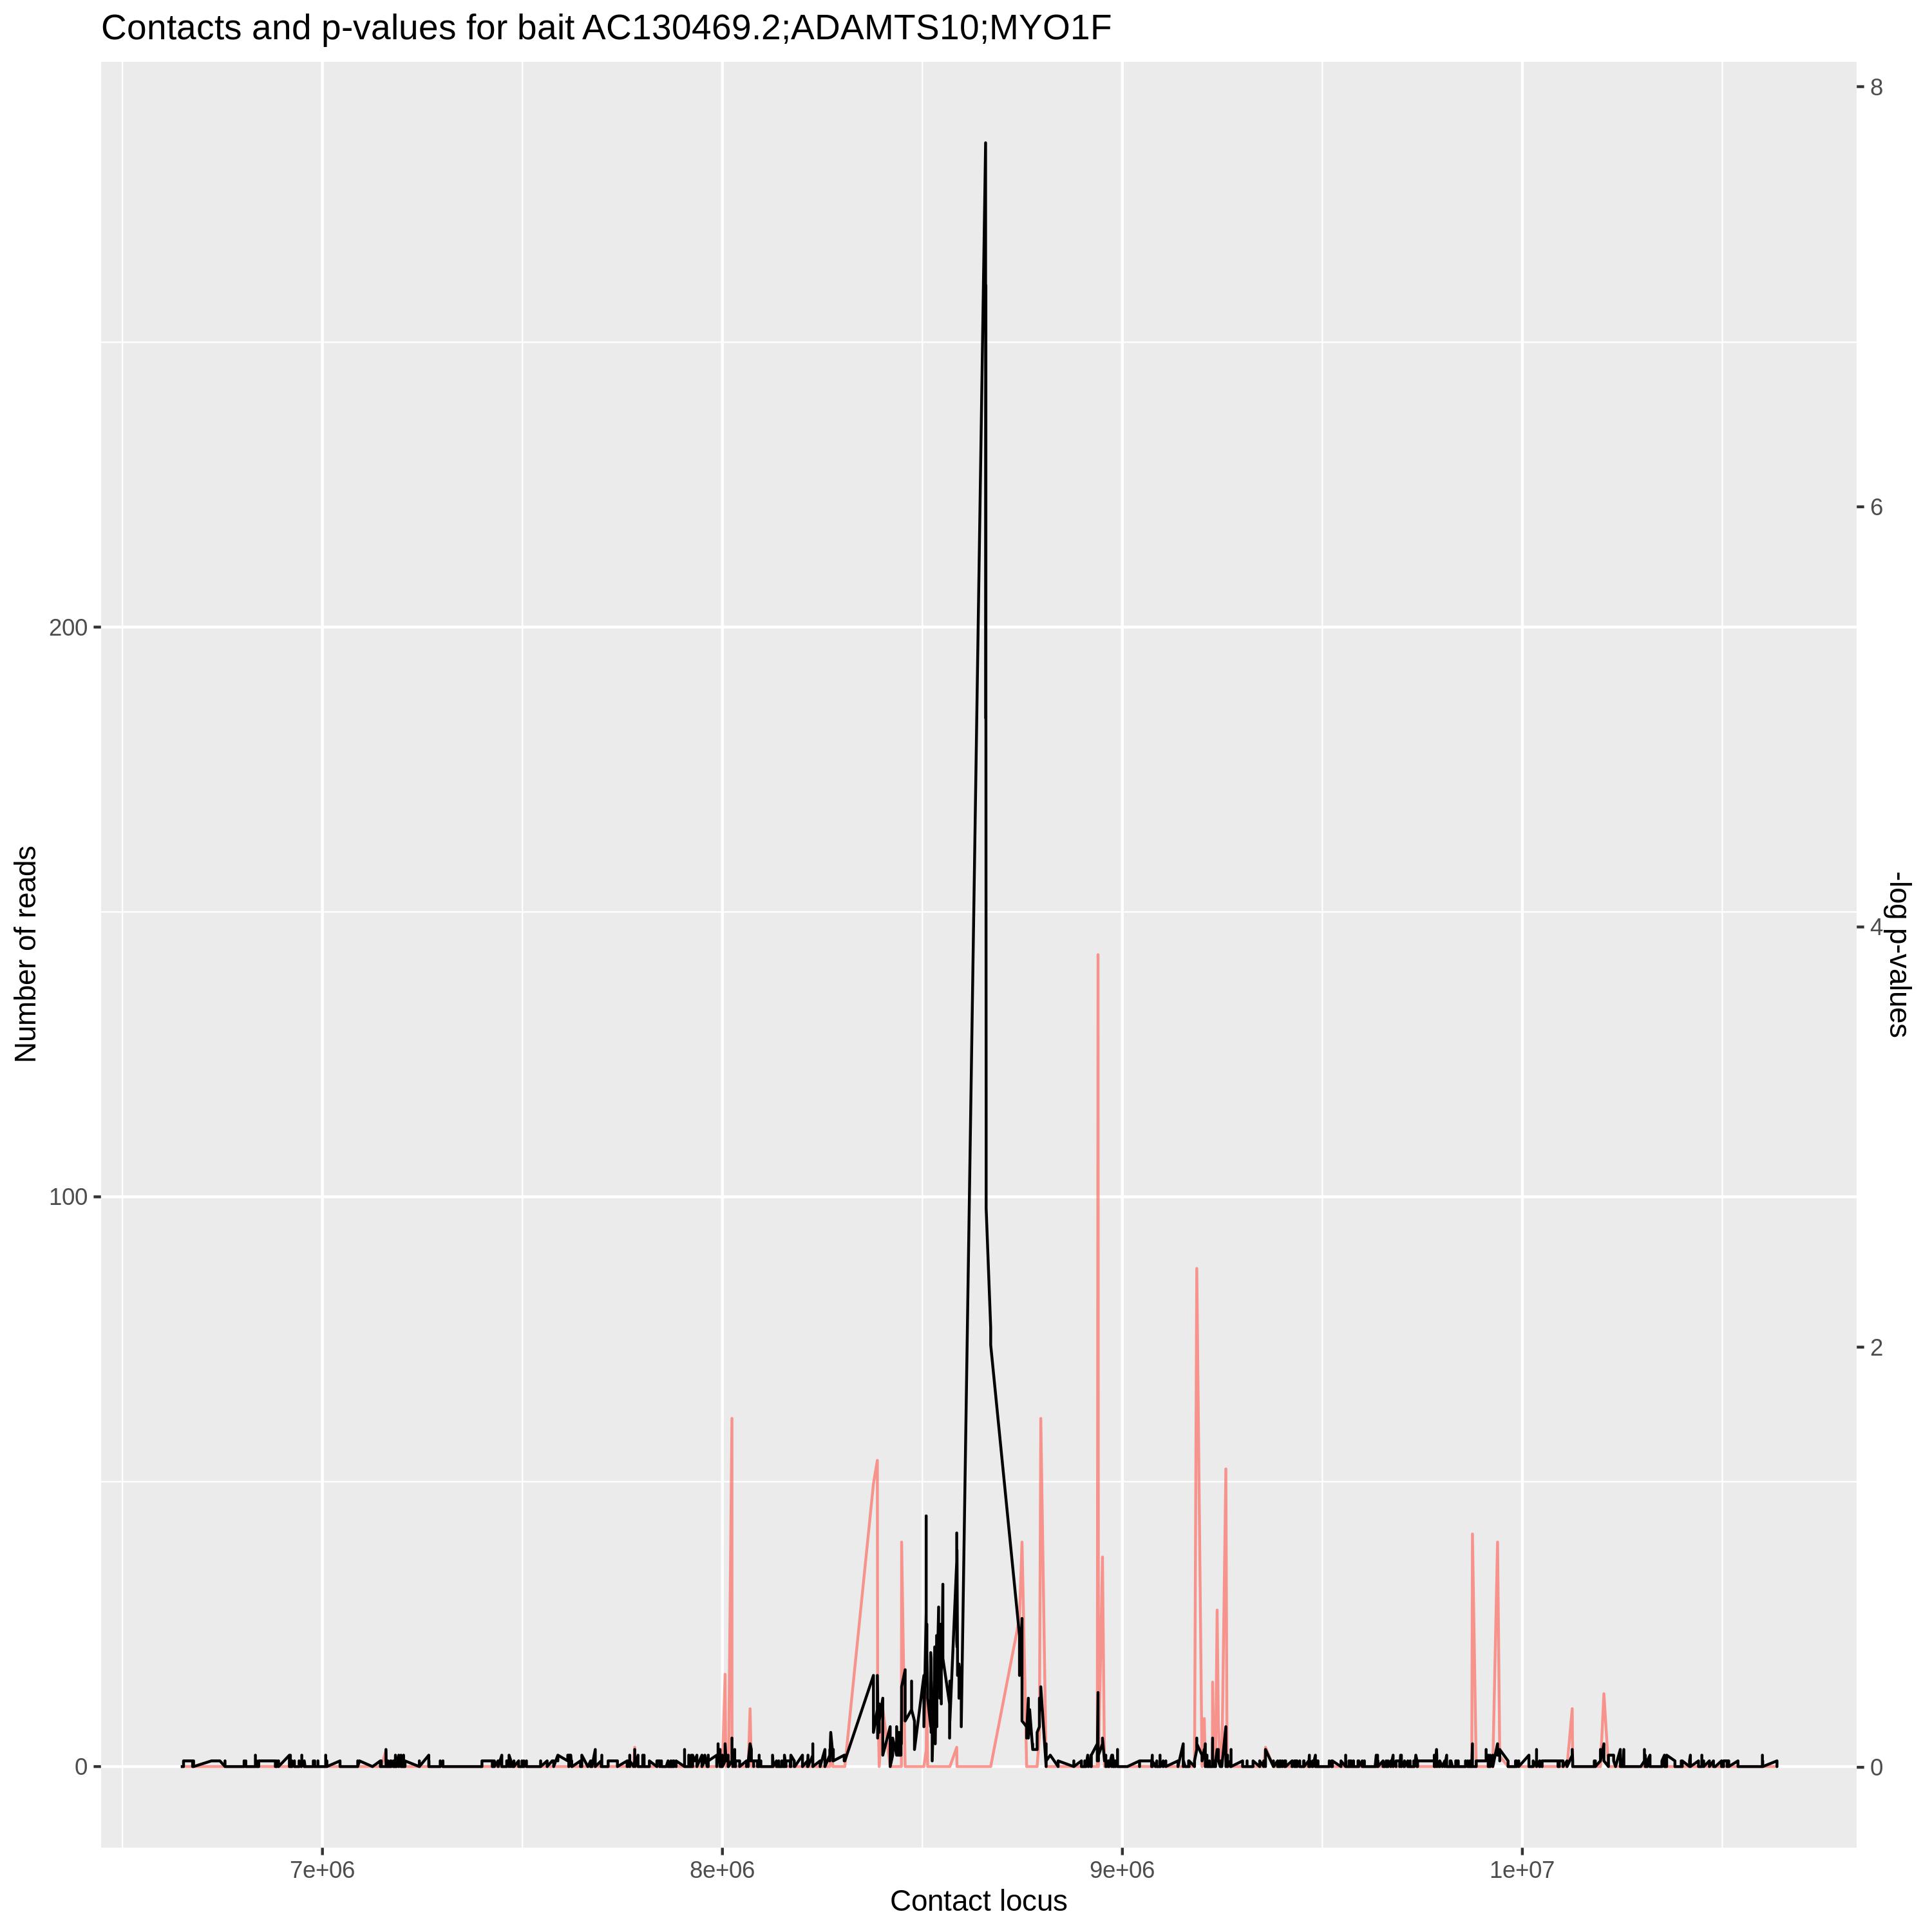 Contacts and p-values for bait AC130469.2;ADAMTS10;MYO1F
Number of reads
200
100
0
8
6
4
2
0
-log p-values
7e+06
8e+06
9e+06
1e+07
Contact locus